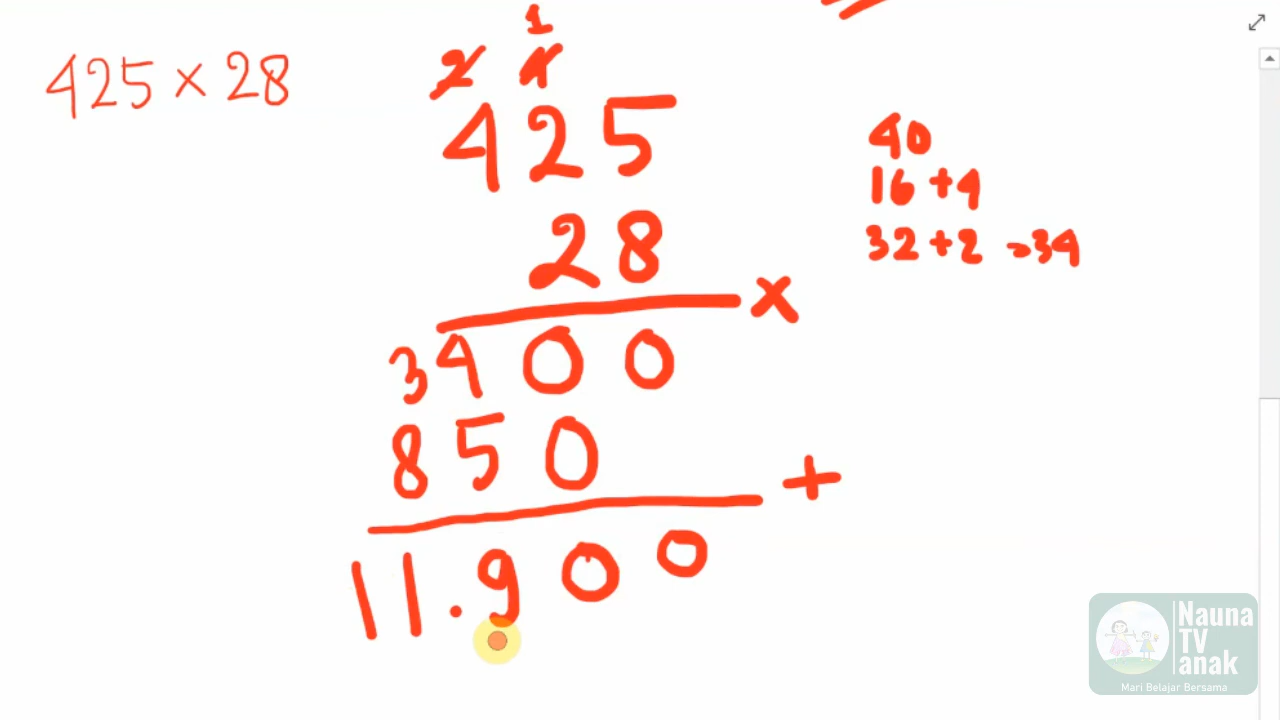 425 × 28
2 4 1
425
28
×
3400
850
+
11.900
40
16 + 4
32 + 2 = 34
Nauna
TV
anak
Mari Belajar Bersama